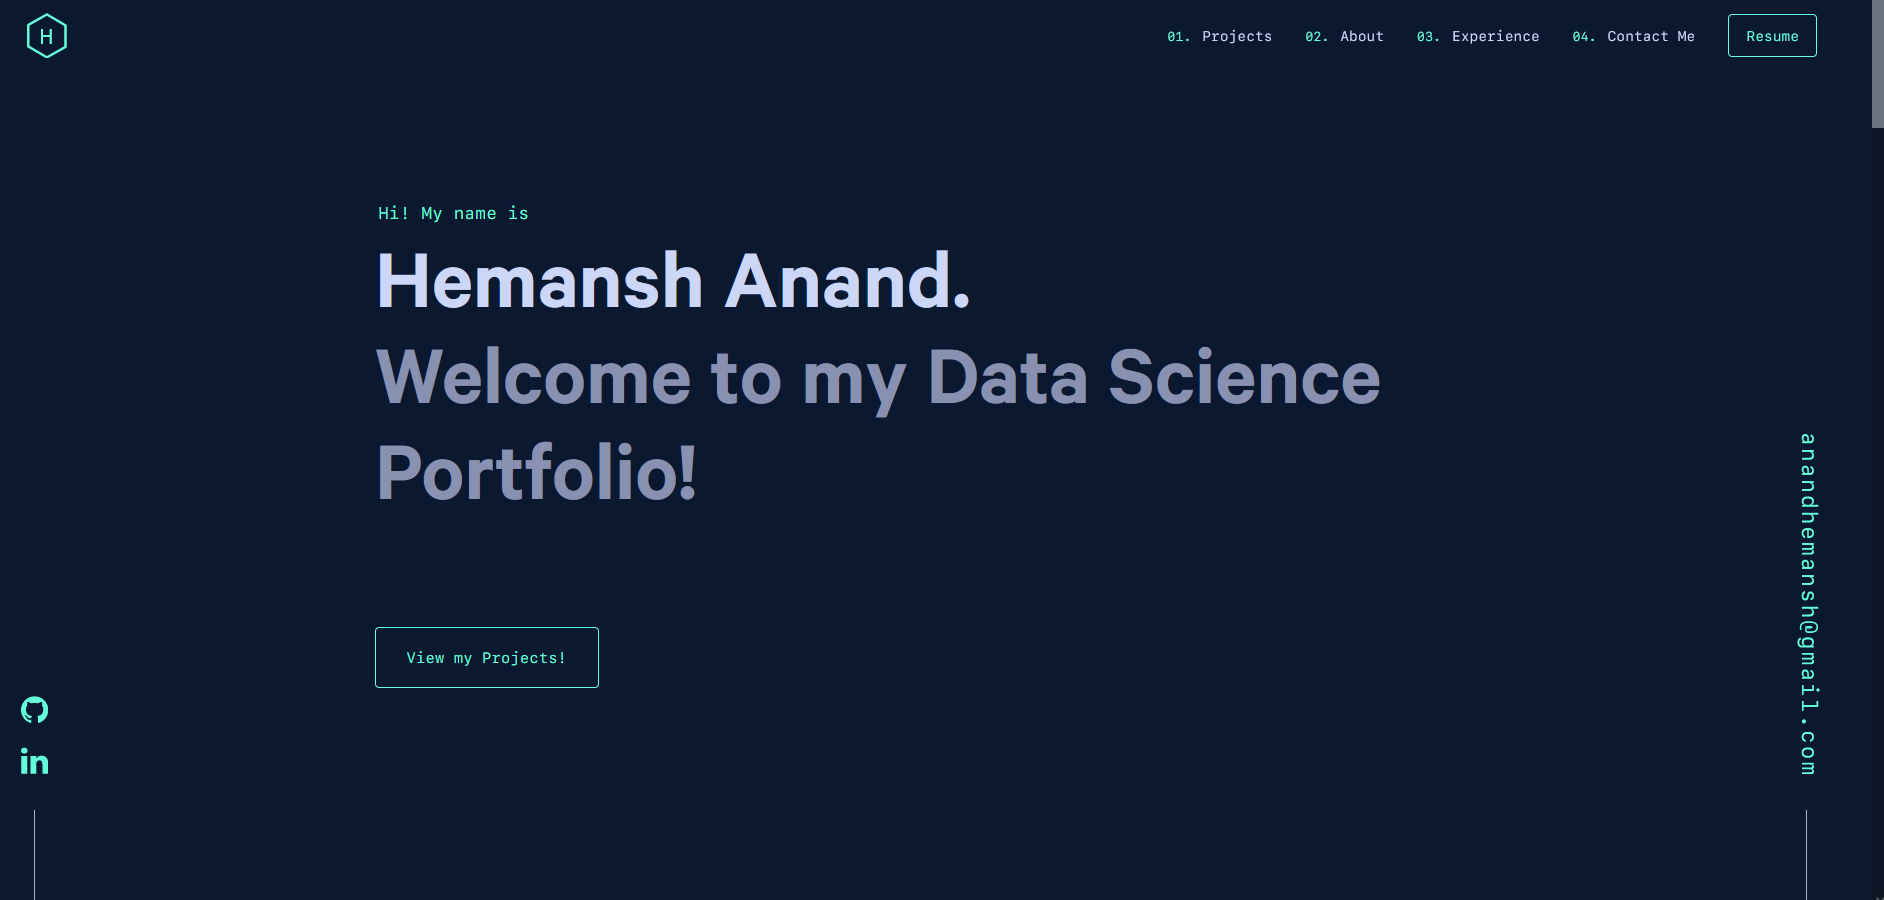 H
01. Projects 02. About 03. Experience 04. Contact Me Resume
Hi! My name is
Hemansh Anand.
Welcome to my Data Science
Portfolio!
View my Projects!
in
anandhemansh@gmail.com